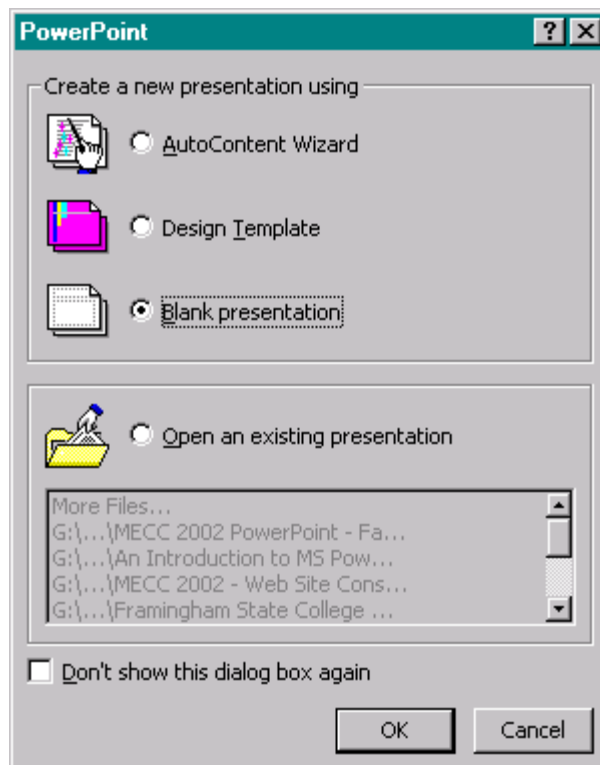 PowerPoint
Create a new presentation using
AutoContent Wizard
Design Template
Blank presentation
Open an existing presentation
More Files...
G:\...\MECC 2002 PowerPoint - Fa...
G:\...\An Introduction to MS Pow...
G:\...\MECC 2002 - Web Site Cons...
G:\...\Framingham State College ...
Don't show this dialog box again
OK Cancel